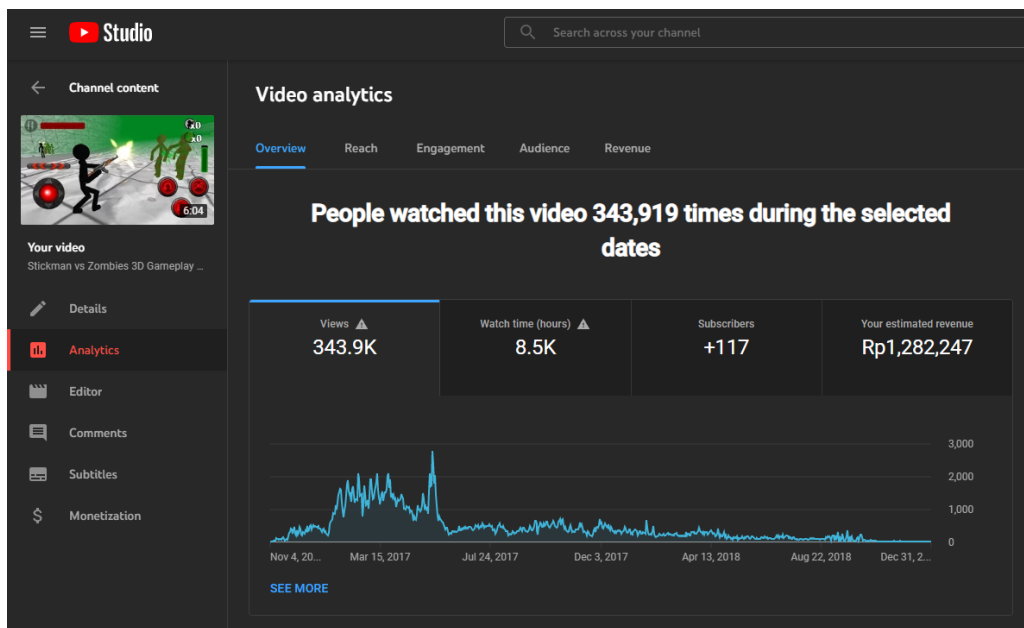 Studio
Search across your channel
Channel content
Video analytics
x0
x0
6:04
Overview
Reach
Engagement
Audience
Revenue
People watched this video 343,919 times during the selected
dates
Your video
Stickman vs Zombies 3D Gameplay ...
Details
Analytics
Editor
Comments
Subtitles
Monetization
Views
343.9K
Watch time (hours)
8.5K
Subscribers
+117
Your estimated revenue
Rp1,282,247
3,000
2,000
1,000
0
Nov 4, 20...
Mar 15, 2017
Jul 24, 2017
Dec 3, 2017
Apr 13, 2018
Aug 22, 2018
Dec 31, 2...
SEE MORE